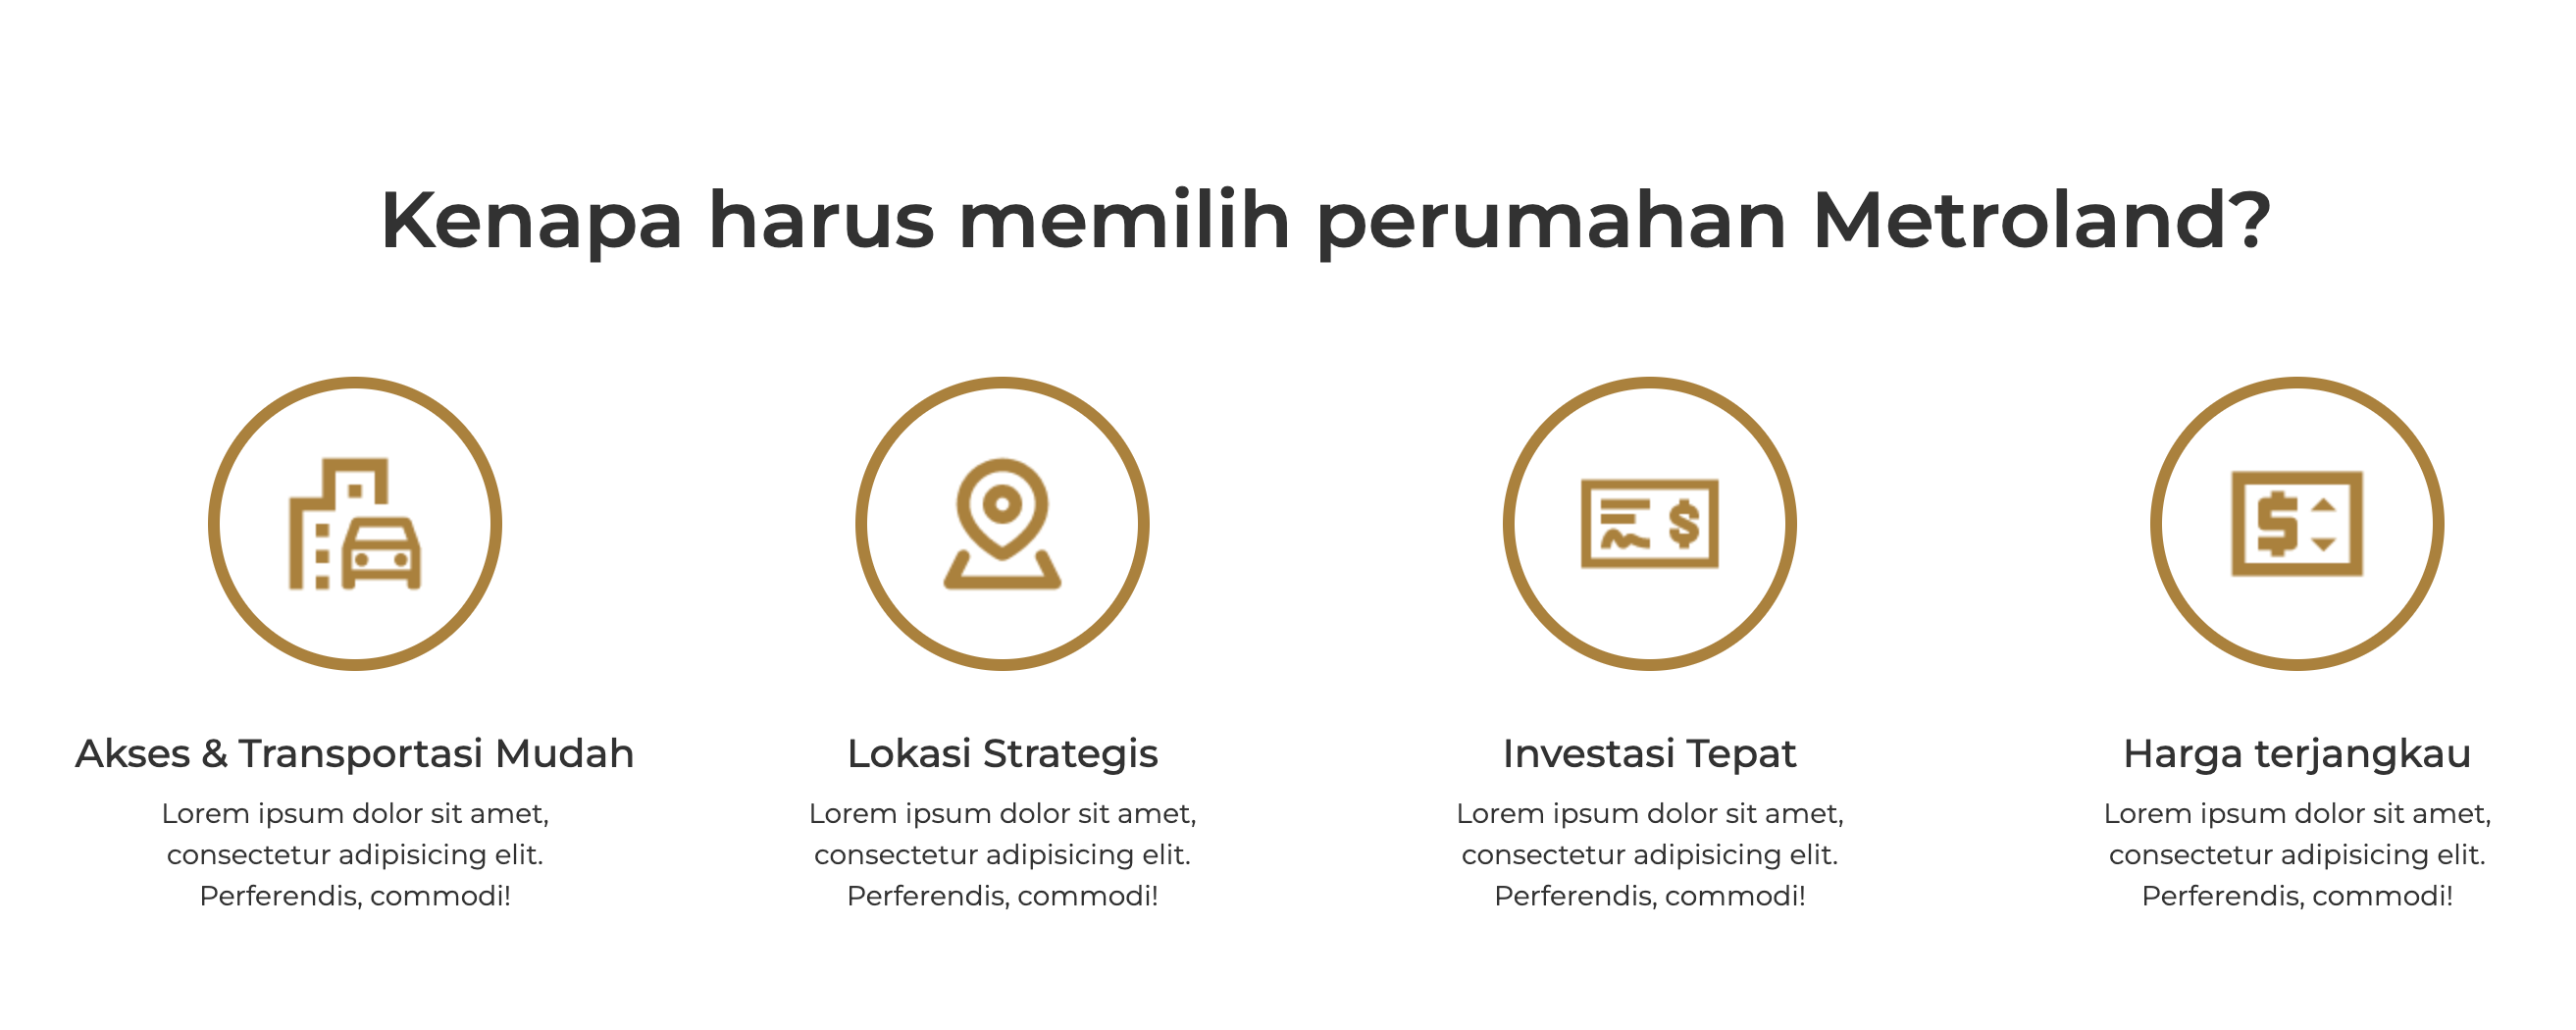 Kenapa harus memilih perumahan Metroland?
Akses & Transportasi Mudah
Lorem ipsum dolor sit amet,
consectetur adipisicing elit.
Perferendis, commodi!
Lokasi Strategis
Lorem ipsum dolor sit amet,
consectetur adipisicing elit.
Perferendis, commodi!
Investasi Tepat
Lorem ipsum dolor sit amet,
consectetur adipisicing elit.
Perferendis, commodi!
Harga terjangkau
Lorem ipsum dolor sit amet,
consectetur adipisicing elit.
Perferendis, commodi!